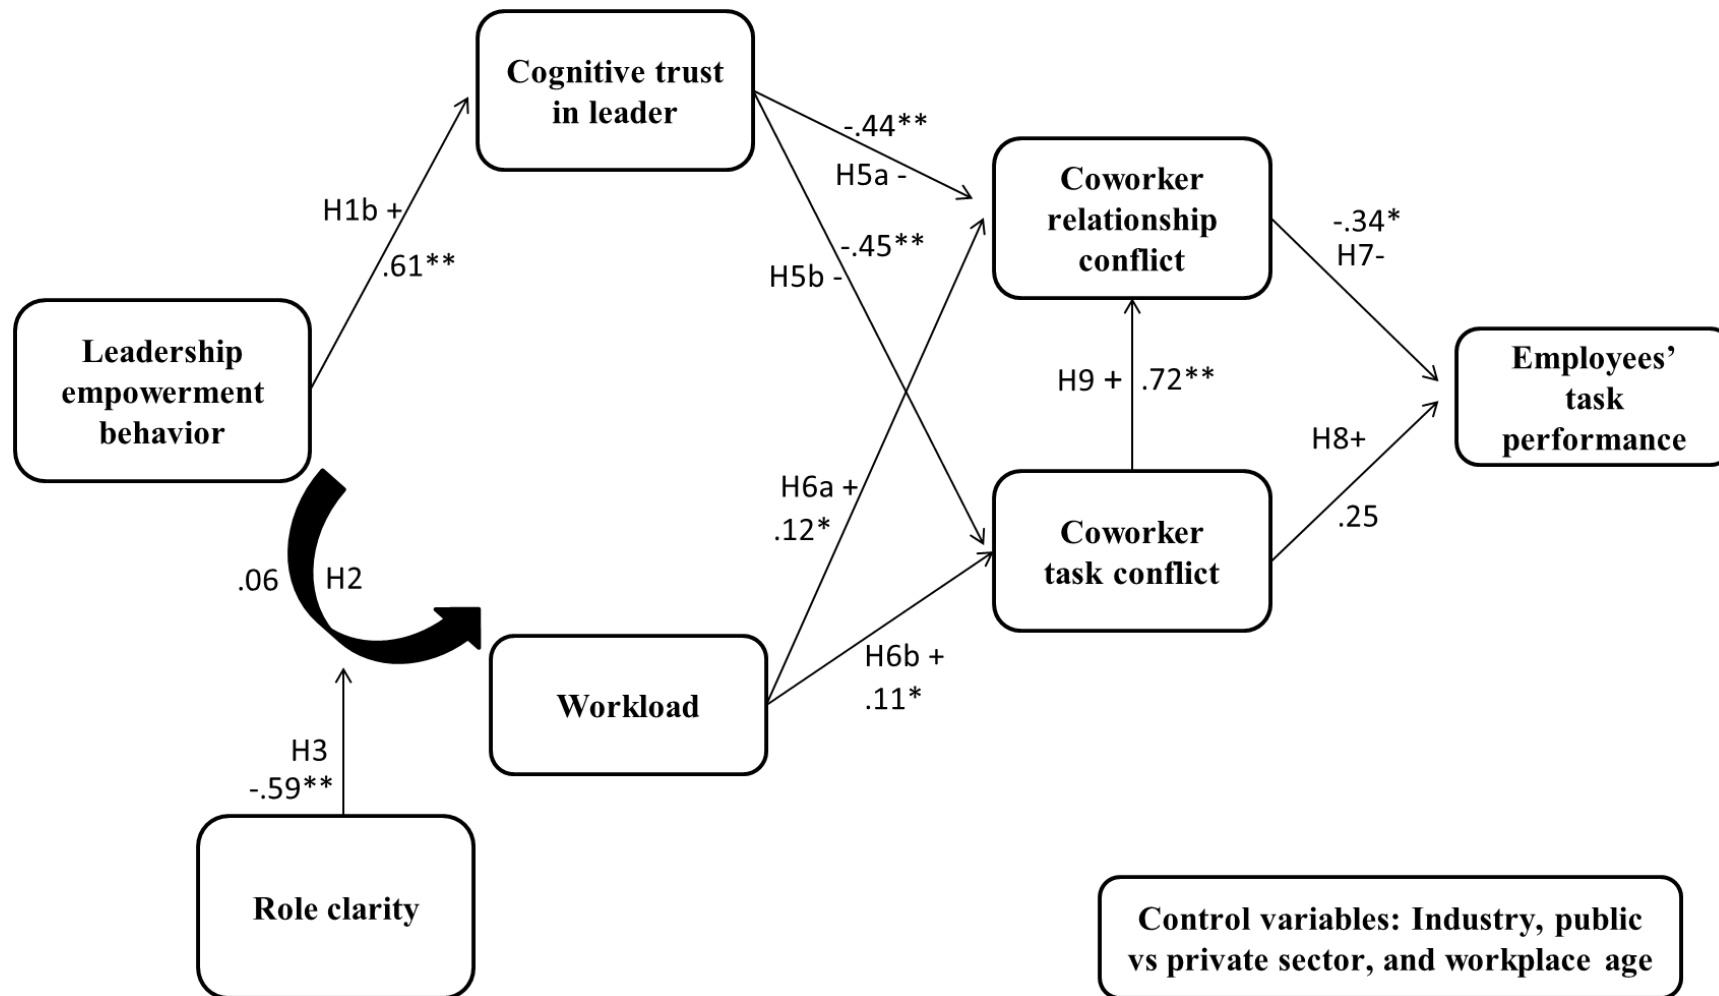 Cognitive trust
in leader
-.44**
H5a -
Coworker
relationship
conflict
-.34*
H7-
H1b +
.61**
-.45**
H5b -
Leadership
empowerment
behavior
H9 +
.72**
Employees’
task
performance
H8+
.25
H6a +
.12*
Coworker
task conflict
.06
H2
H6b +
.11*
Workload
H3
-.59**
Role clarity
Control variables: Industry, public
vs private sector, and workplace age